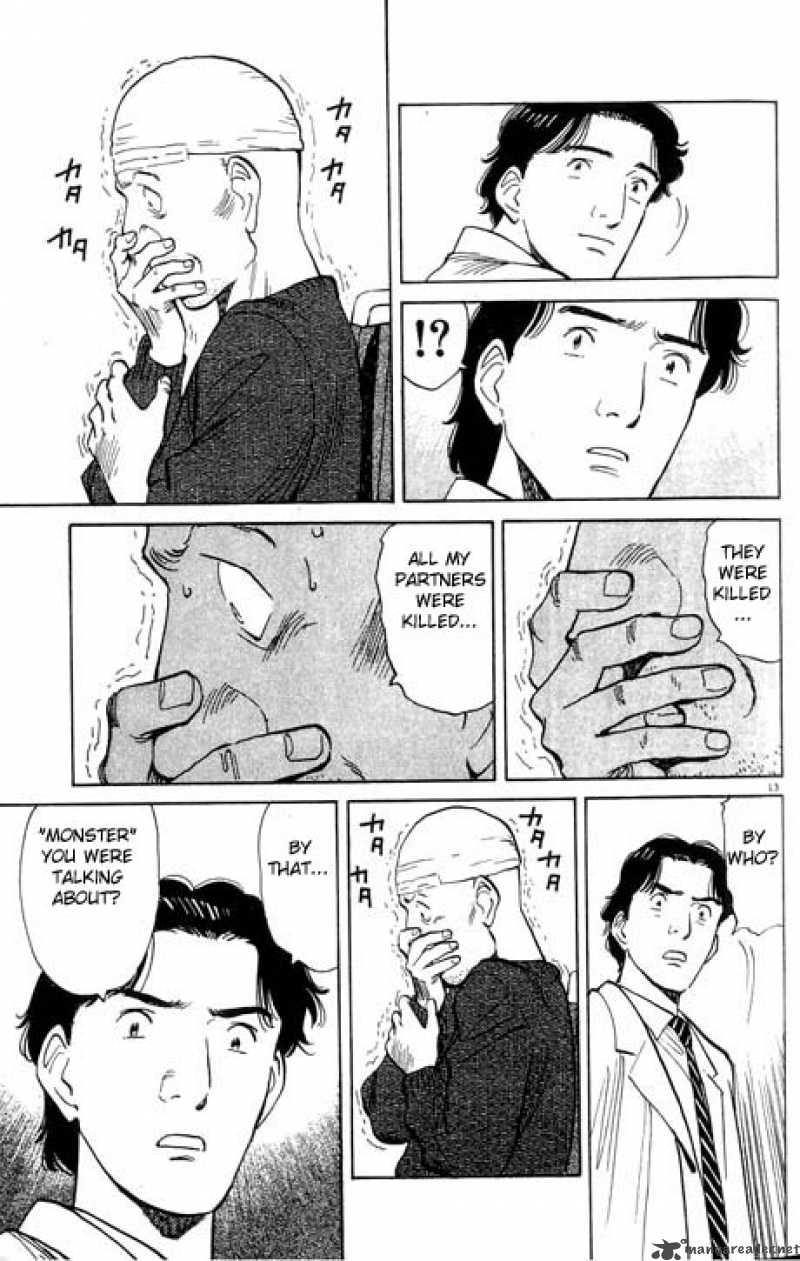 !?
カタ
カタ
カタ
カタ
THEY
WERE
KILLED
...
ALL MY
PARTNERS
WERE
KILLED...
13
BY
WHO?
カタ
カタ
カタ
カタ
BY
THAT...
"MONSTER"
YOU WERE
TALKING
ABOUT?
mangareader.net